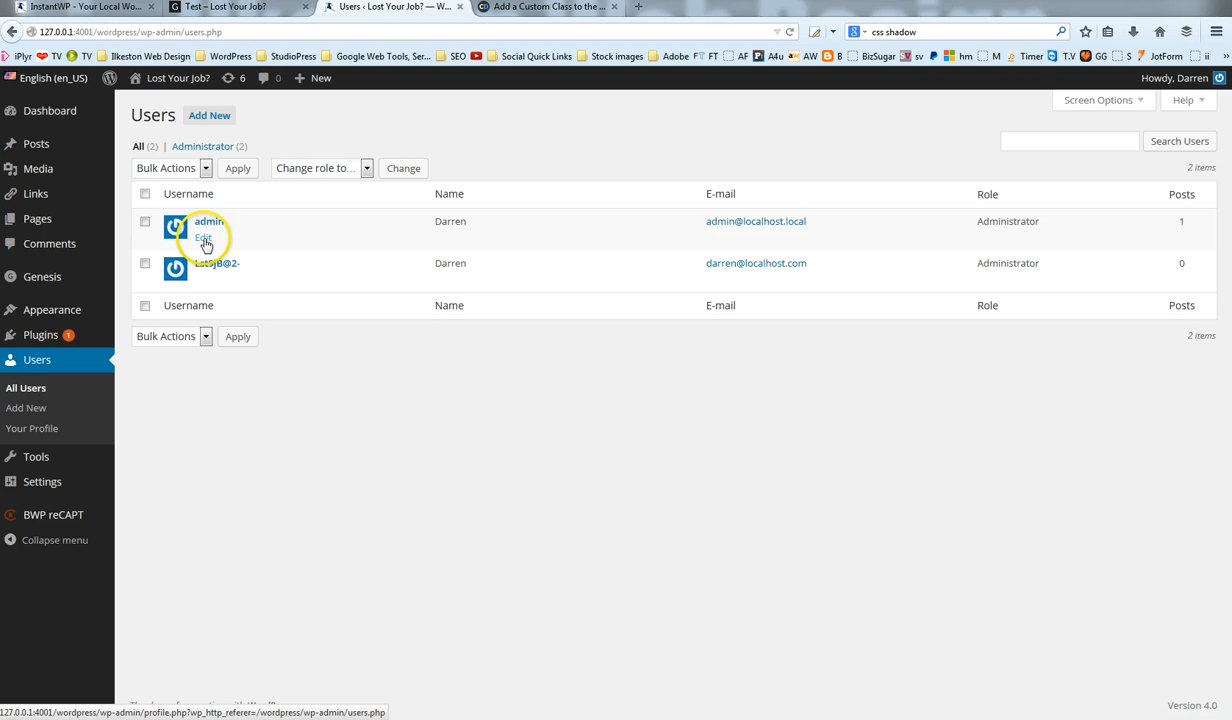 InstantWP - Your Local Wo...
Test – Lost Your Job?
Users ‹ Lost Your Job? — W...
Add a Custom Class to the ...
127.0.0.1:4001/wordpress/wp-admin/users.php
css shadow
iPlyr
TV
TV
Ilkeston Web Design
WordPress
StudioPress
Google Web Tools, Ser...
SEO
Social Quick Links
Stock images
Adobe
FT
AF
A4u
AW
B
BizSugar
sv
hm
M
Timer
T.V
GG
S
JotForm
ii
English (en_US)
Lost Your Job?
6
0
New
Howdy, Darren
Dashboard
Posts
Media
Links
Pages
Comments
Genesis
Appearance
Plugins 1
Users
All Users
Add New
Your Profile
Tools
Settings
BWP reCAPT
Collapse menu
Users
Add New
Screen Options
Help
All (2) | Administrator (2)
Search Users
Bulk Actions
Apply
Change role to...
Change
2 items
Username Name E-mail Role Posts
admin Darren admin@localhost.local Administrator 1
Edit
Darren darren@localhost.com Administrator 0
Username Name E-mail Role Posts
Bulk Actions
Apply
2 items
127.0.0.1:4001/wordpress/wp-admin/profile.php?wp_http_referer=/wordpress/wp-admin/users.php
Version 4.0